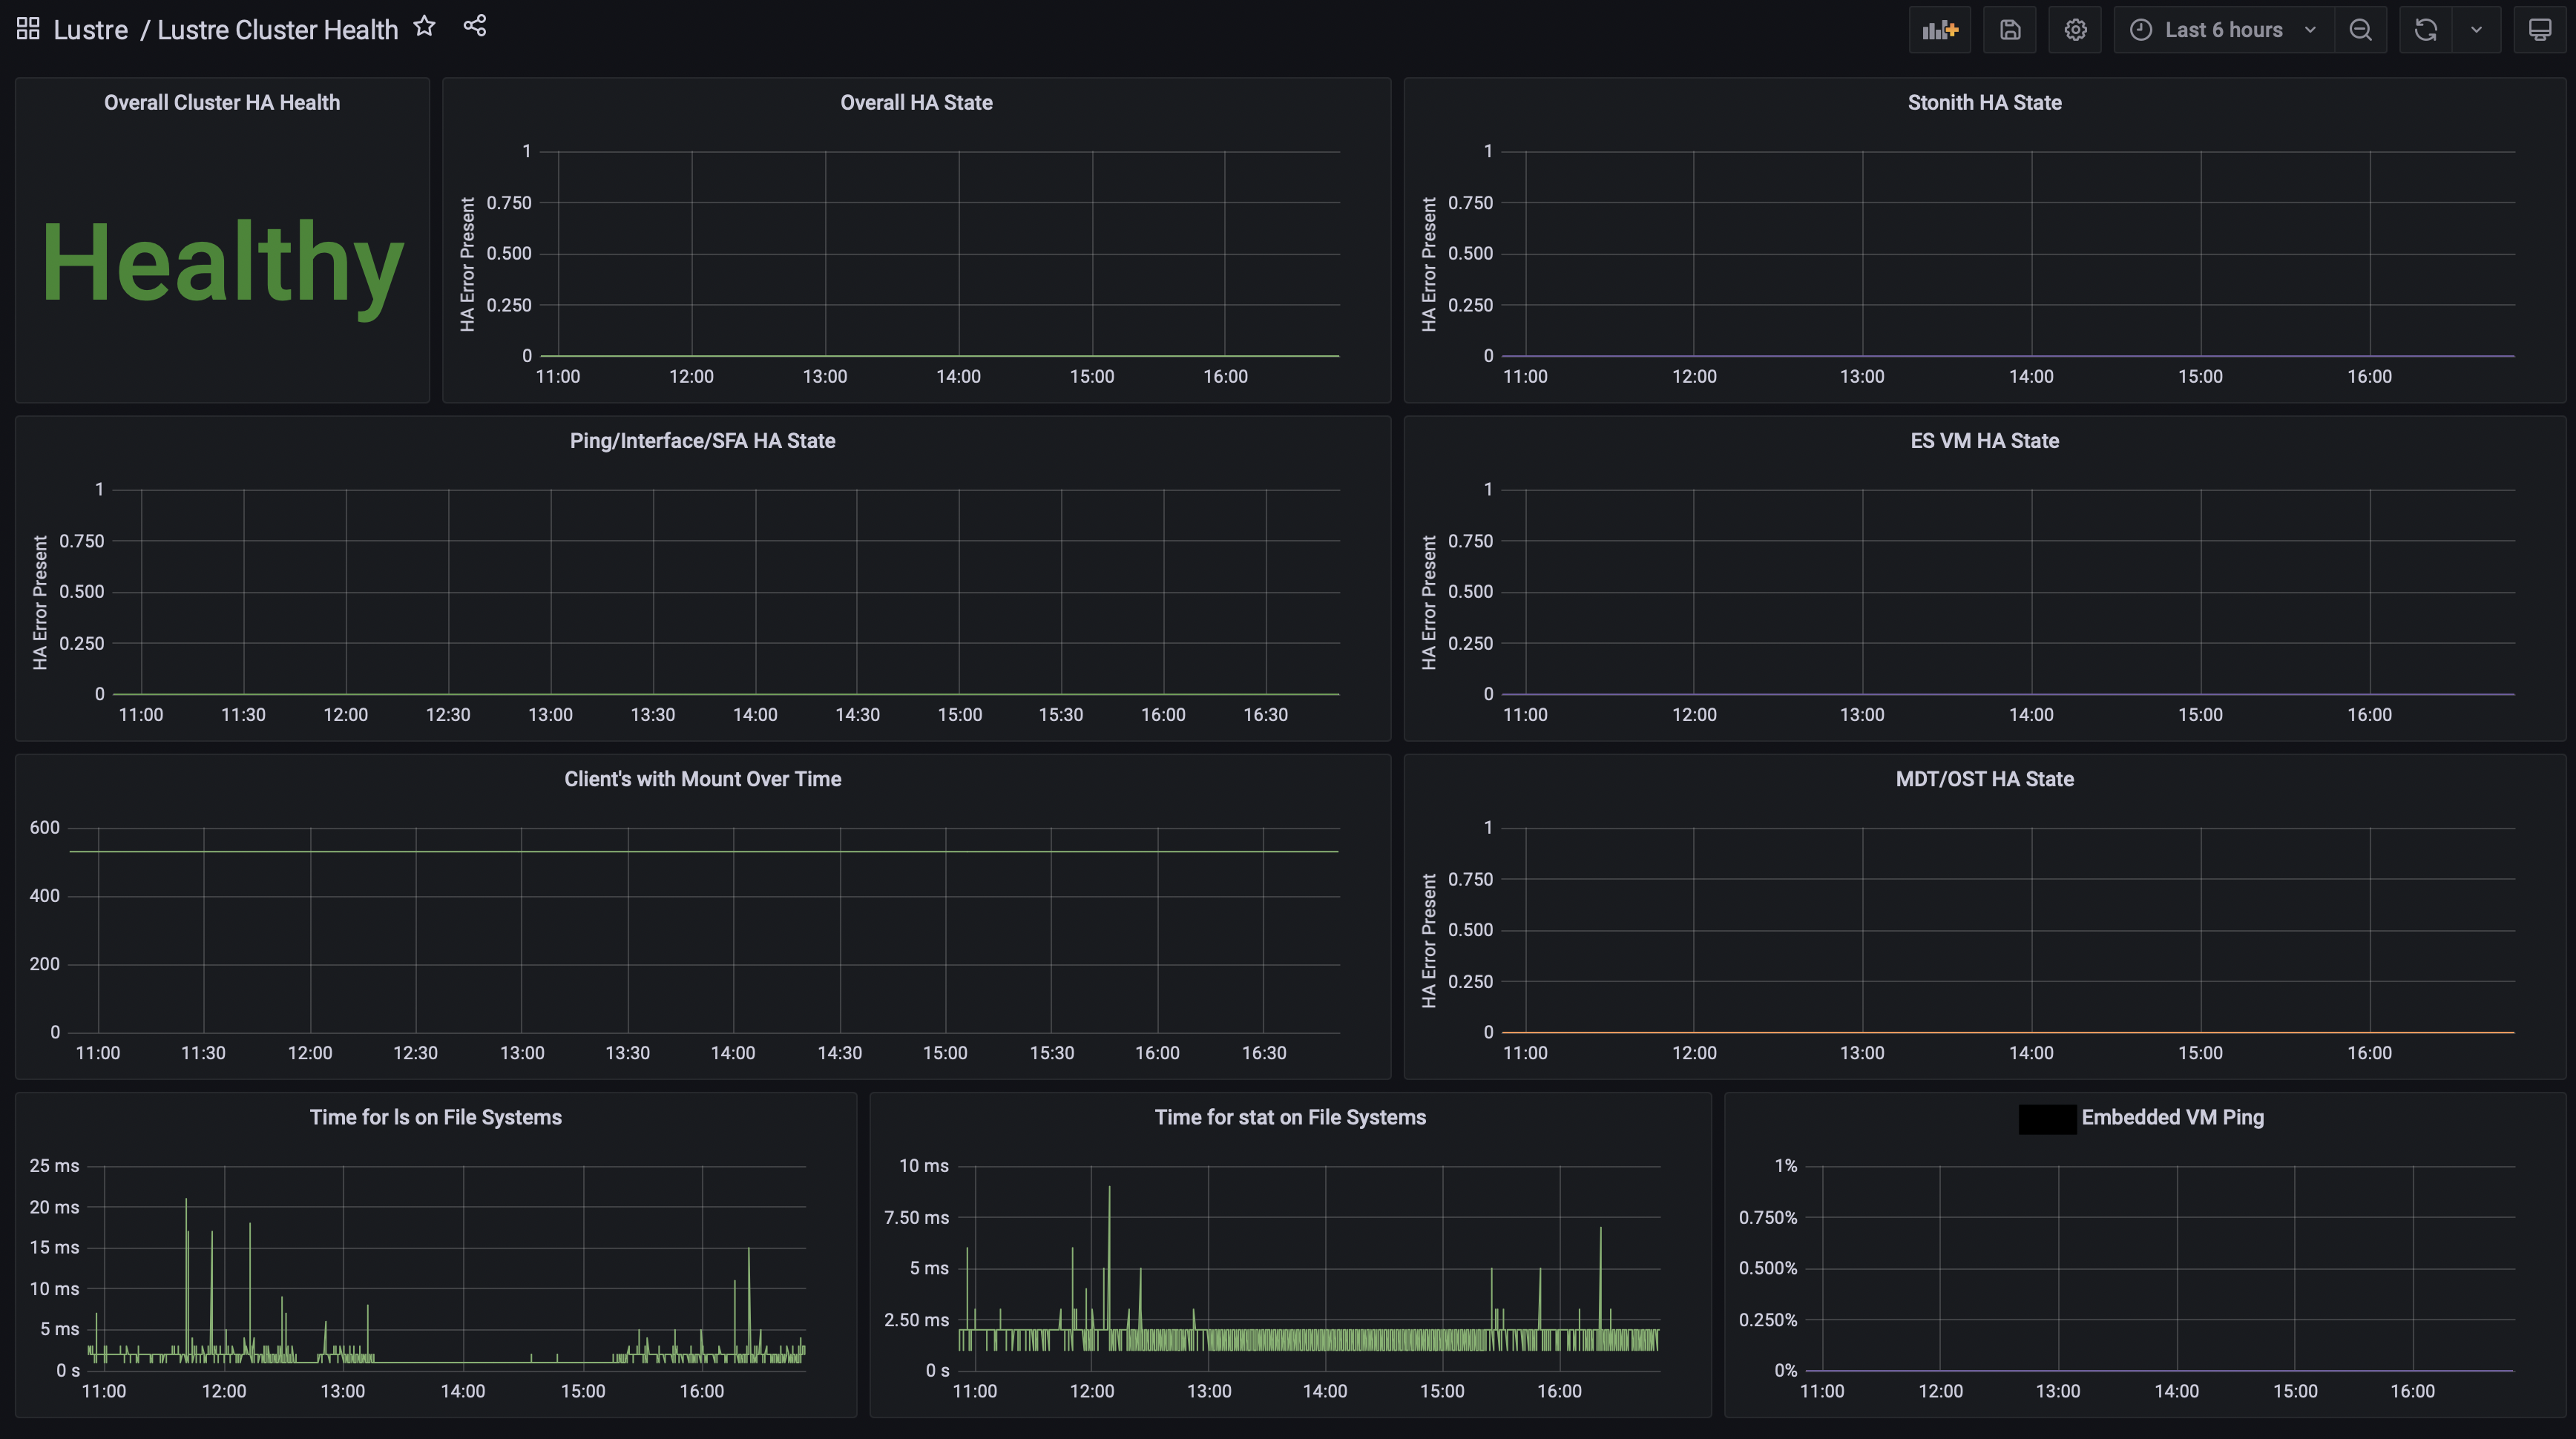 Lustre / Lustre Cluster Health
Last 6 hours
Overall Cluster HA Health
Healthy
Overall HA State
HA Error Present
1
0.750
0.500
0.250
0
11:00 12:00 13:00 14:00 15:00 16:00
Stonith HA State
HA Error Present
1
0.750
0.500
0.250
0
11:00 12:00 13:00 14:00 15:00 16:00
Ping/Interface/SFA HA State
HA Error Present
1
0.750
0.500
0.250
0
11:00 11:30 12:00 12:30 13:00 13:30 14:00 14:30 15:00 15:30 16:00 16:30
ES VM HA State
HA Error Present
1
0.750
0.500
0.250
0
11:00 12:00 13:00 14:00 15:00 16:00
Client's with Mount Over Time
600
400
200
0
11:00 11:30 12:00 12:30 13:00 13:30 14:00 14:30 15:00 15:30 16:00 16:30
MDT/OST HA State
HA Error Present
1
0.750
0.500
0.250
0
11:00 12:00 13:00 14:00 15:00 16:00
Time for ls on File Systems
25 ms
20 ms
15 ms
10 ms
5 ms
0 s
11:00 12:00 13:00 14:00 15:00 16:00
Time for stat on File Systems
10 ms
7.50 ms
5 ms
2.50 ms
0 s
11:00 12:00 13:00 14:00 15:00 16:00
Embedded VM Ping
1%
0.750%
0.500%
0.250%
0%
11:00 12:00 13:00 14:00 15:00 16:00